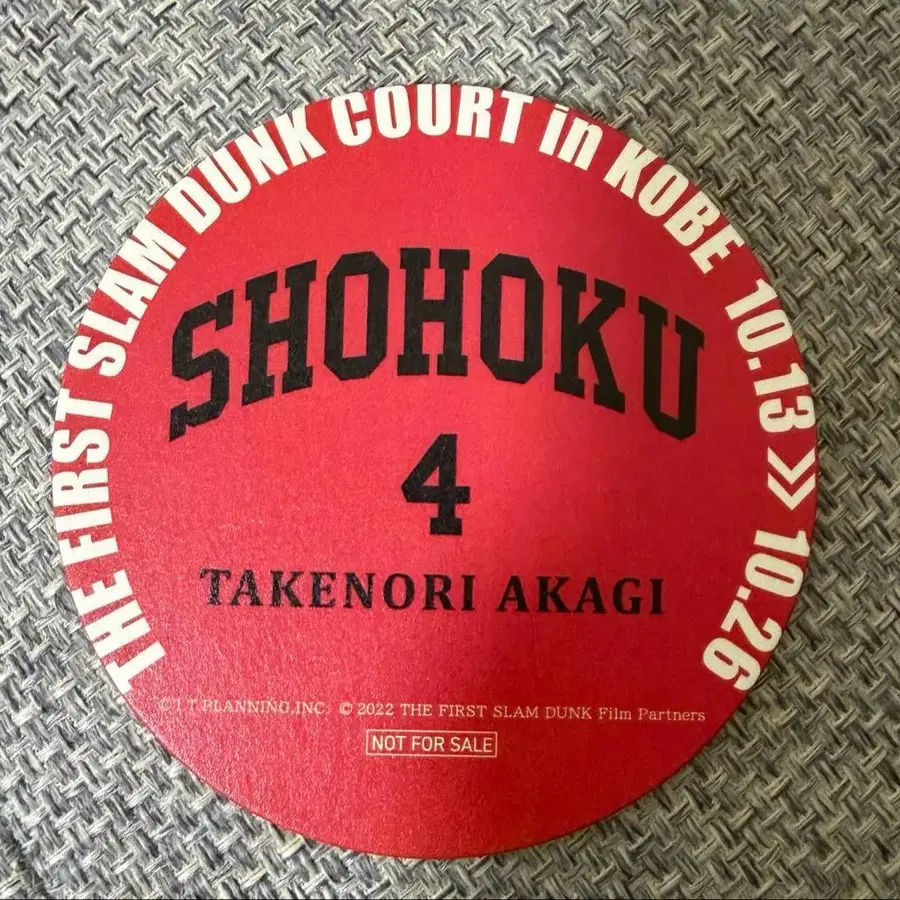 THE FIRST SLAM DUNK COURT in KOBE 10.13 >> 10.26
SHOHOKU
4
TAKENORI AKAGI
© I T PLANNING,INC. © 2022 THE FIRST SLAM DUNK Film Partners
NOT FOR SALE